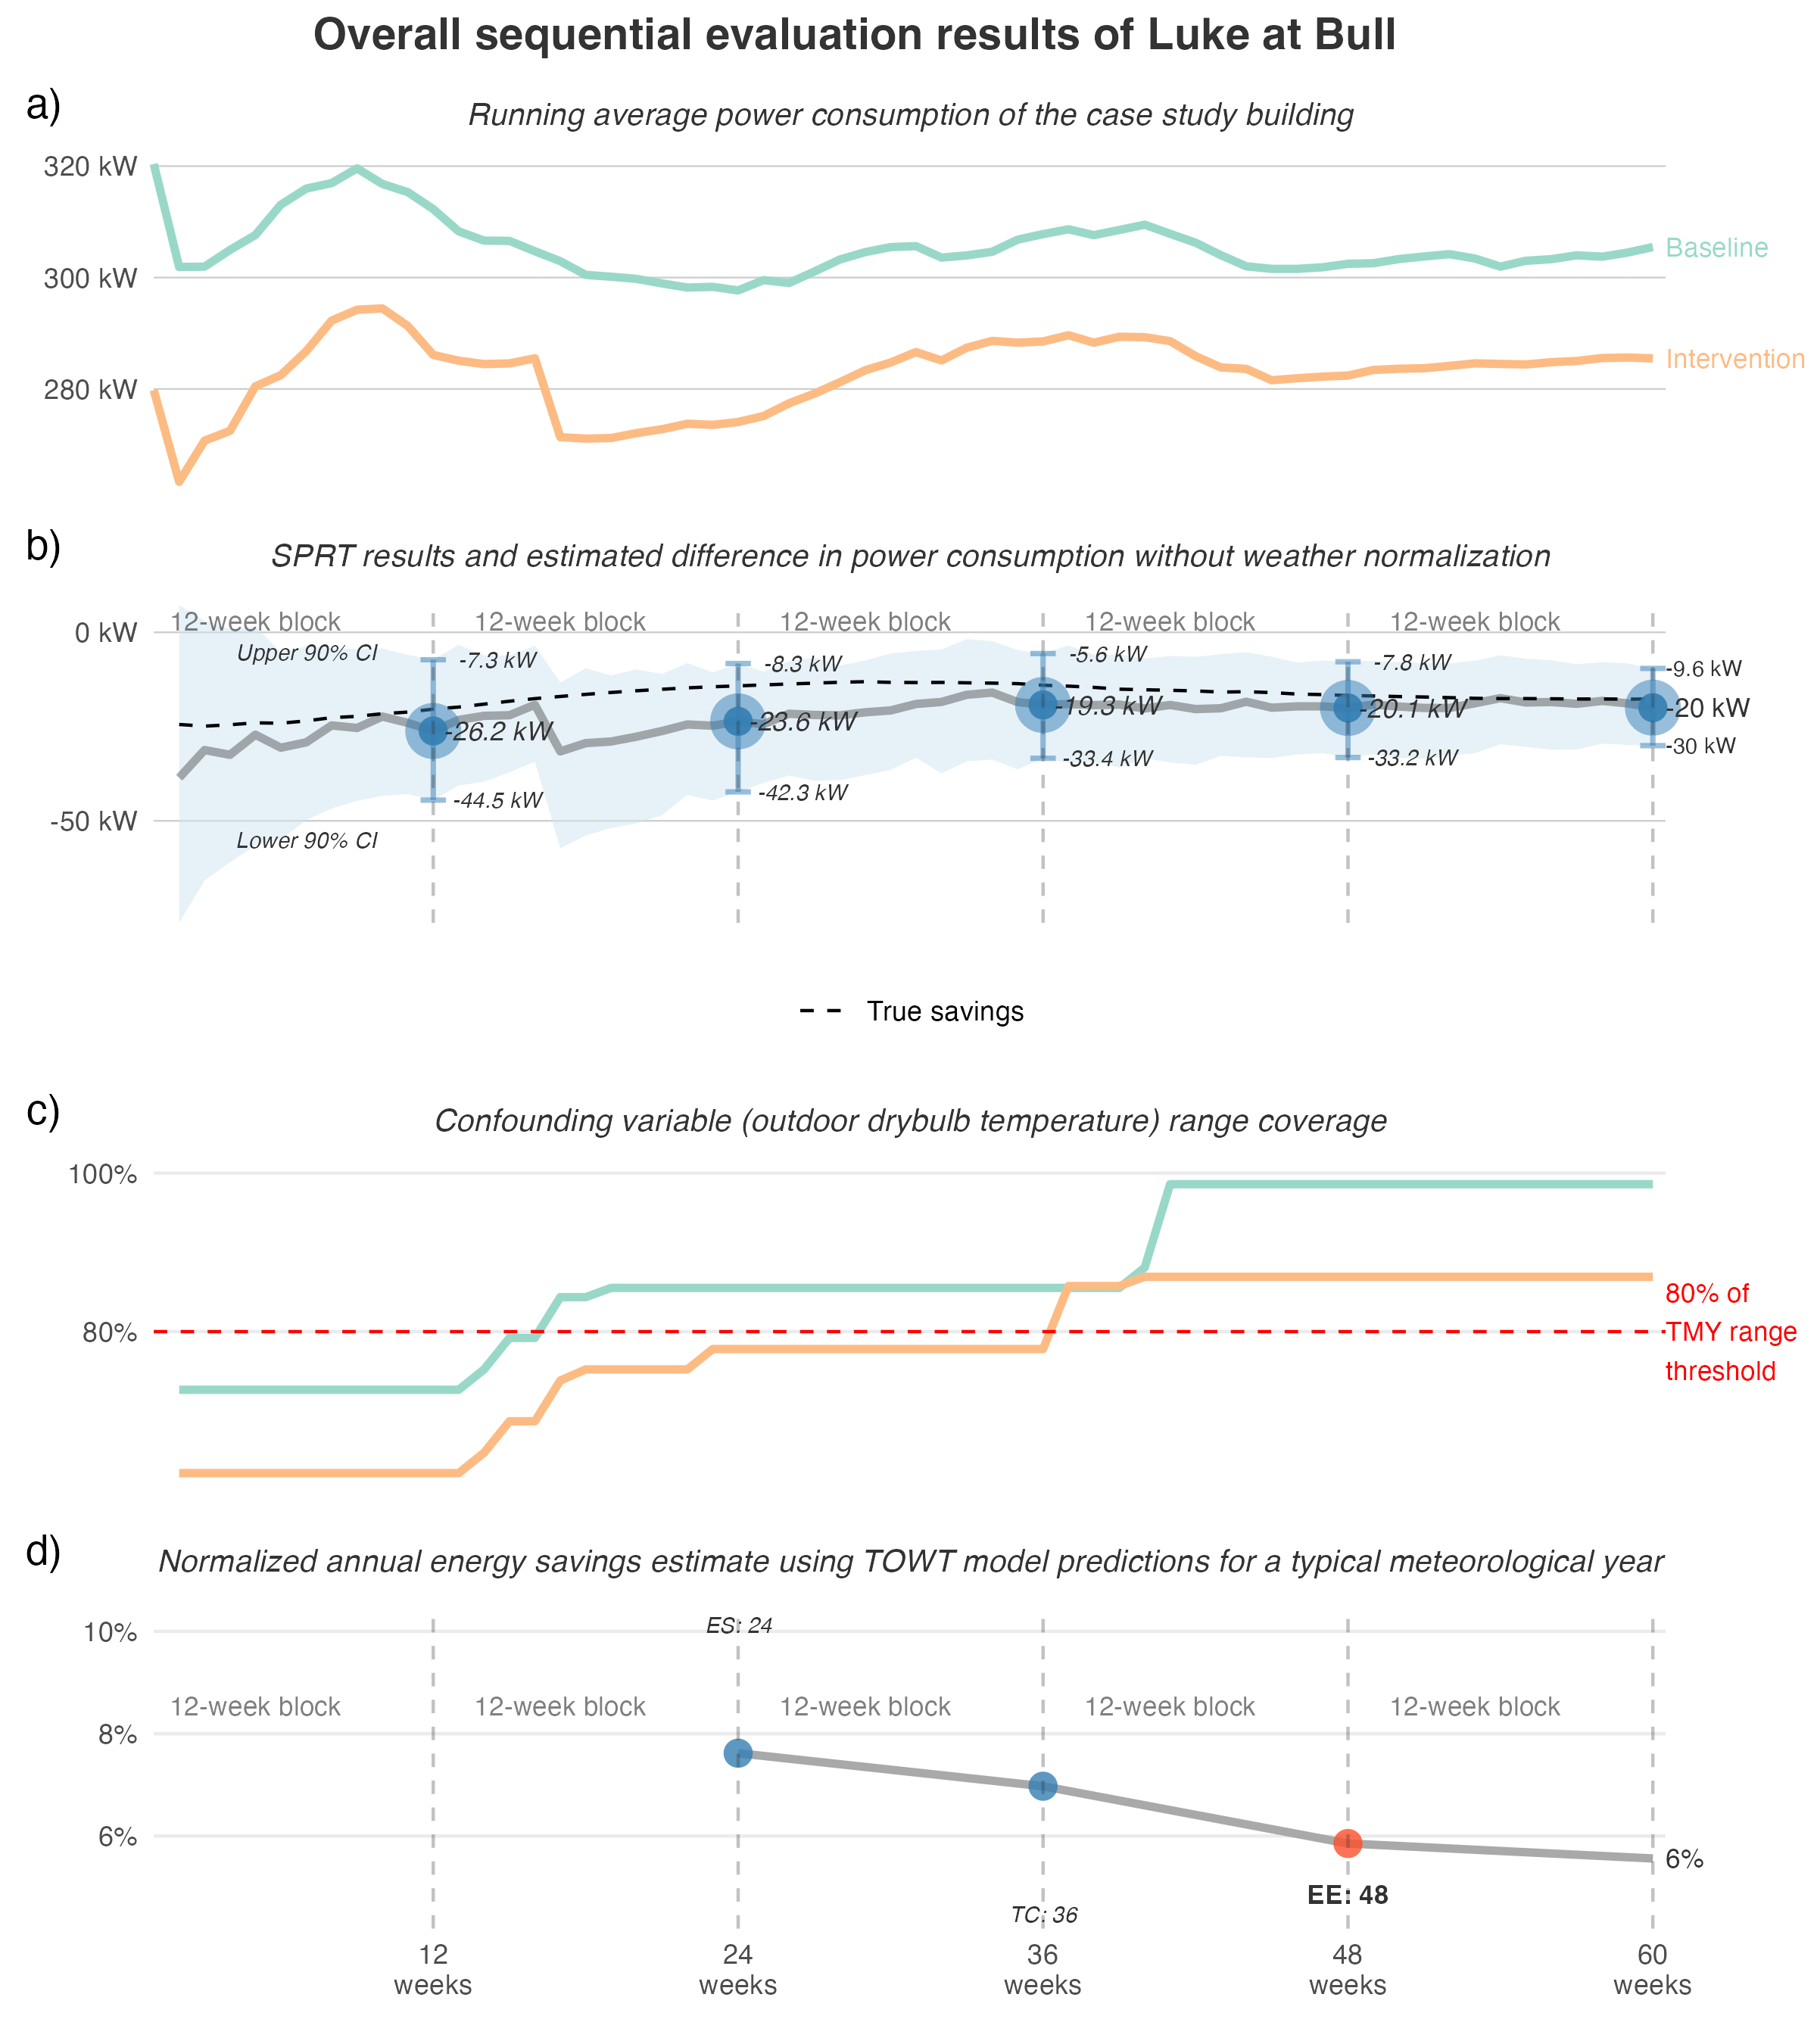 Overall sequential evaluation results of Luke at Bull
a)
Running average power consumption of the case study building
320 kW
300 kW
280 kW
Baseline
Intervention
b)
SPRT results and estimated difference in power consumption without weather normalization
12-week block
12-week block
12-week block
12-week block
12-week block
0 kW
-50 kW
Upper 90% CI
Lower 90% CI
-7.3 kW
-26.2 kW
-44.5 kW
-8.3 kW
-23.6 kW
-42.3 kW
-5.6 kW
-19.3 kW
-33.4 kW
-7.8 kW
-20.1 kW
-33.2 kW
-9.6 kW
-20 kW
-30 kW
True savings
c)
Confounding variable (outdoor drybulb temperature) range coverage
100%
80%
80% of
TMY range
threshold
d)
Normalized annual energy savings estimate using TOWT model predictions for a typical meteorological year
10%
8%
6%
ES: 24
12-week block
12-week block
12-week block
12-week block
12-week block
6%
EE: 48
TC: 36
12
weeks
24
weeks
36
weeks
48
weeks
60
weeks